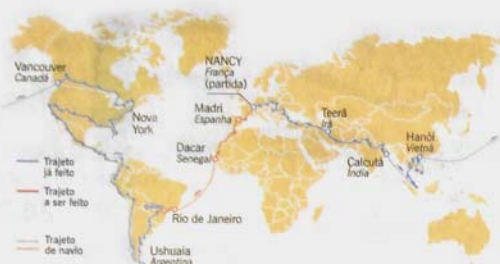 Vancouver
Canadá
NANCY
França
(partida)
Nova
York
Madri
Espanha
Teerã
Irã
Hanói
Vietnã
Dacar
Senegal
Calcutá
Índia
Trajeto
já feito
Trajeto
a ser feito
Rio de Janeiro
Trajeto
de navio
Ushuaia
Argentina